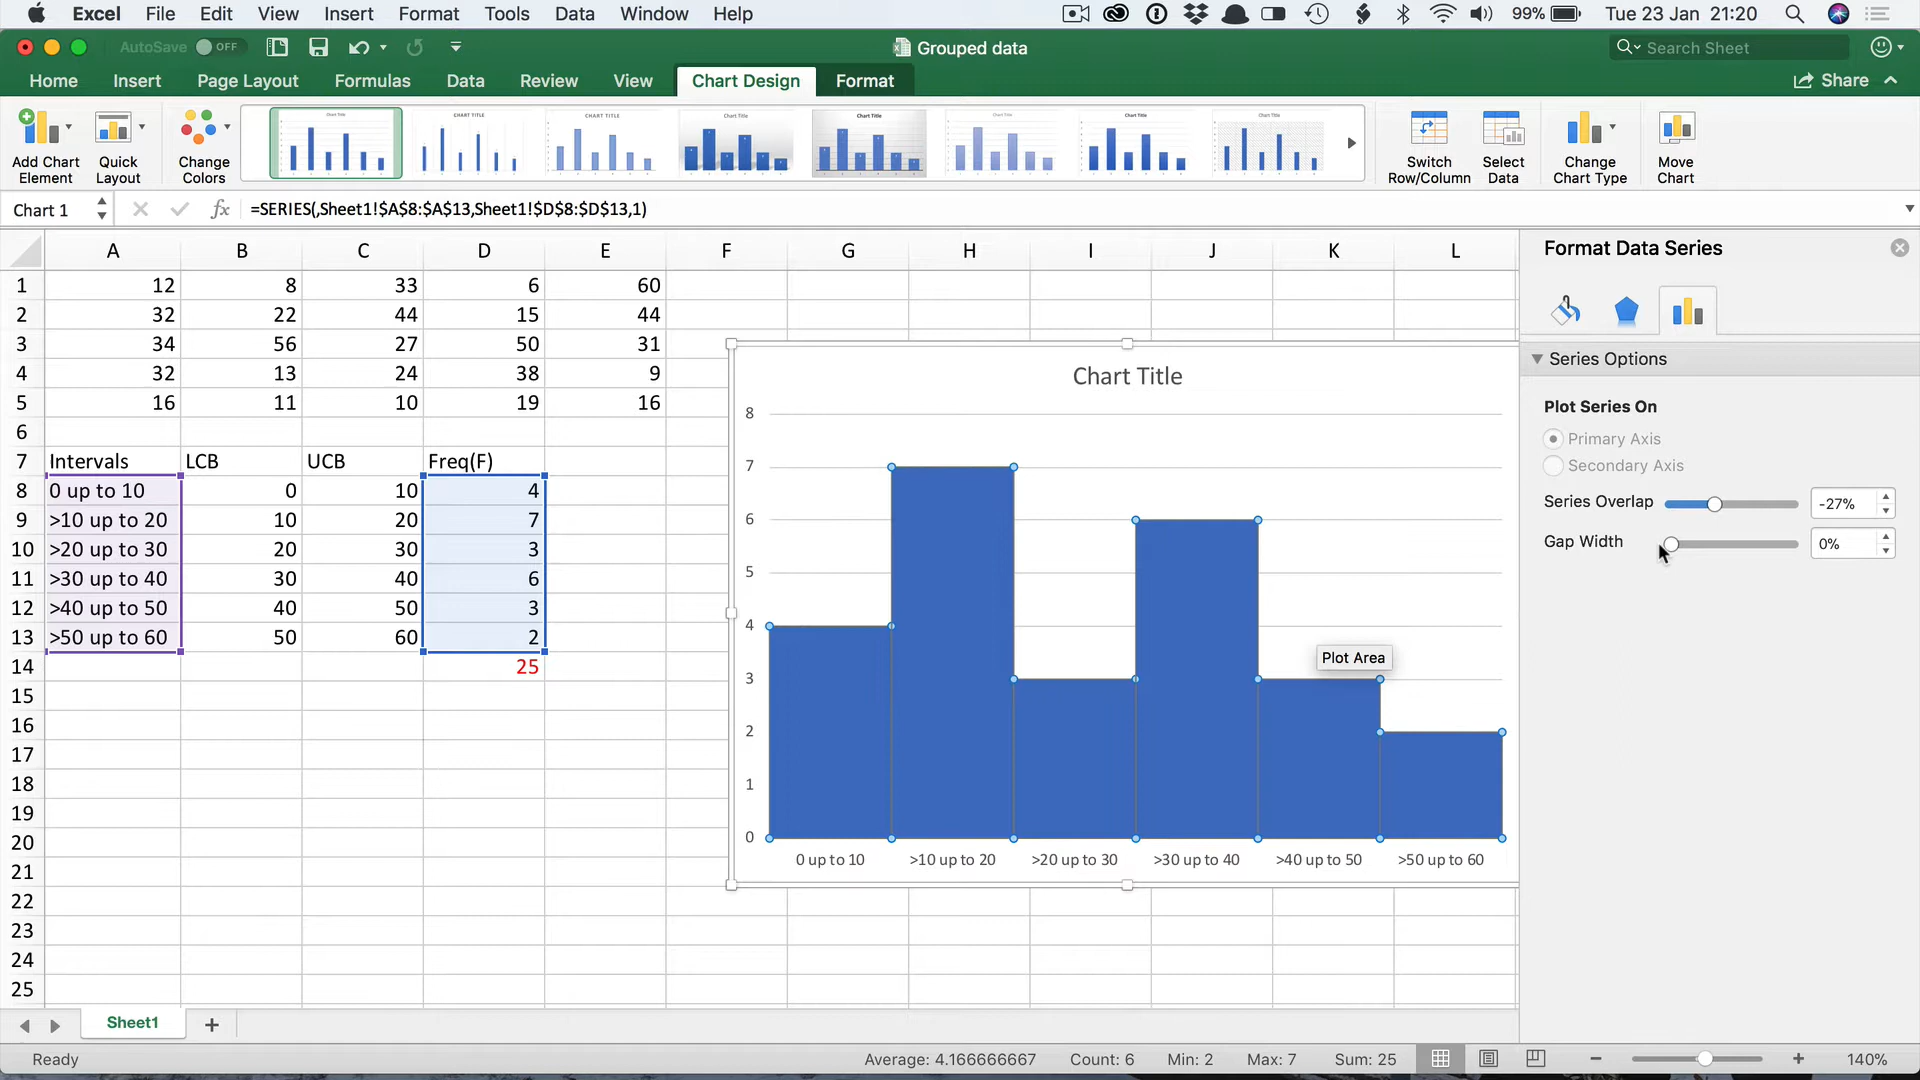 Excel File Edit View Insert Format Tools Data Window Help 99% Tue 23 Jan 21:20
AutoSave OFF Grouped data Search Sheet
Home Insert Page Layout Formulas Data Review View Chart Design Format Share
Add Chart Element Quick Layout Change Colors Switch Row/Column Select Data Change Chart Type Move Chart
Chart 1 fx =SERIES(,Sheet1!$A$8:$A$13,Sheet1!$D$8:$D$13,1)
A B C D E F G H I J K L
1 12 8 33 6 60
2 32 22 44 15 44
3 34 56 27 50 31
4 32 13 24 38 9
5 16 11 10 19 16
6
7 Intervals LCB UCB Freq(F)
8 0 up to 10 0 10 4
9 >10 up to 20 10 20 7
10 >20 up to 30 20 30 3
11 >30 up to 40 30 40 6
12 >40 up to 50 40 50 3
13 >50 up to 60 50 60 2
14 25
15
16
17
18
19
20
21
22
23
24
25
Chart Title
8
7
6
5
4
3
2
1
0
Plot Area
0 up to 10 >10 up to 20 >20 up to 30 >30 up to 40 >40 up to 50 >50 up to 60
Format Data Series
Series Options
Plot Series On
Primary Axis
Secondary Axis
Series Overlap -27%
Gap Width 0%
Sheet1
Ready Average: 4.166666667 Count: 6 Min: 2 Max: 7 Sum: 25 140%